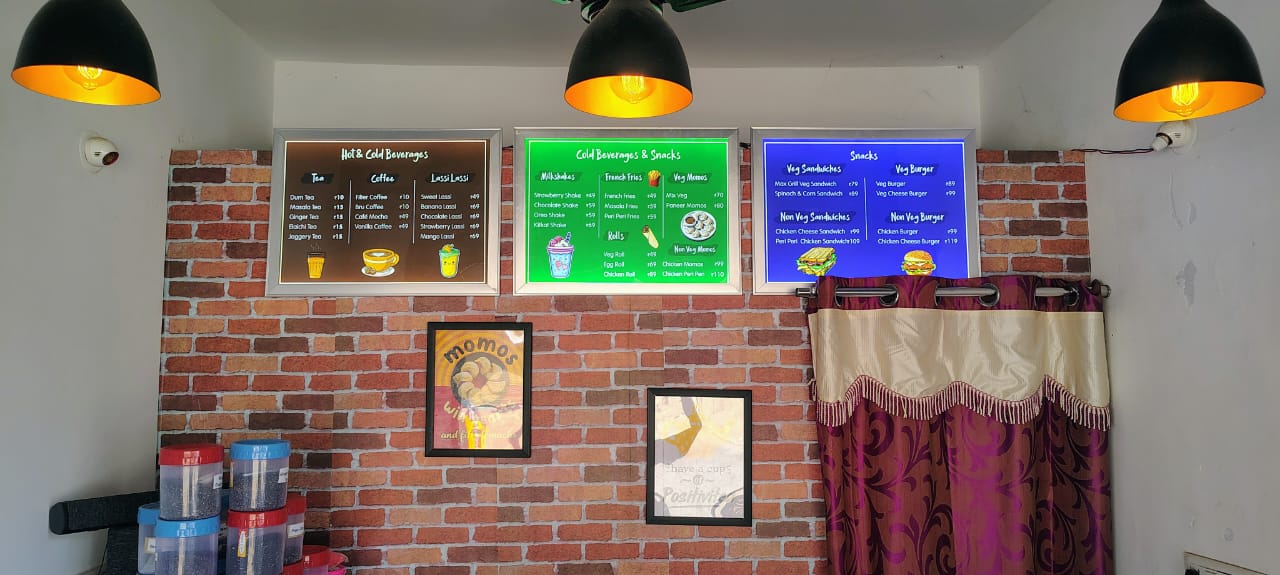 Hot & Cold Beverages
Tea
Dum Tea ₹10
Masala Tea ₹13
Ginger Tea ₹15
Elaichi Tea ₹15
Jaggery Tea ₹15
Coffee
Filter Coffee ₹10
Bru Coffee ₹10
Café Mocha ₹49
Vanilla Coffee ₹49
Lassi Lassi
Sweet Lassi ₹49
Banana Lassi ₹69
Chocolate Lassi ₹69
Strawberry Lassi ₹69
Mango Lassi ₹69
Cold Beverages & Snacks
Milkshakes
Strawberry Shake ₹69
Chocolate Shake ₹59
Oreo Shake ₹59
Kitkat Shake ₹69
French Fries
French Fries ₹49
Masala Fries ₹59
Peri Peri Fries ₹59
Rolls
Veg Roll ₹49
Egg Roll ₹69
Chicken Roll ₹89
Veg Momos
Mix Veg ₹70
Paneer Momos ₹80
Non Veg Momos
Chicken Momos ₹99
Chicken Peri Peri ₹110
Snacks
Veg Sandwiches
Max Grill Veg Sandwich ₹79
Spinach & Corn Sandwich ₹89
Non Veg Sandwiches
Chicken Cheese Sandwich ₹99
Peri Peri Chicken Sandwich ₹109
Veg Burger
Veg Burger ₹89
Veg Cheese Burger ₹99
Non Veg Burger
Chicken Burger ₹99
Chicken Cheese Burger ₹119
momos
and
have a cup
of
Positivitea